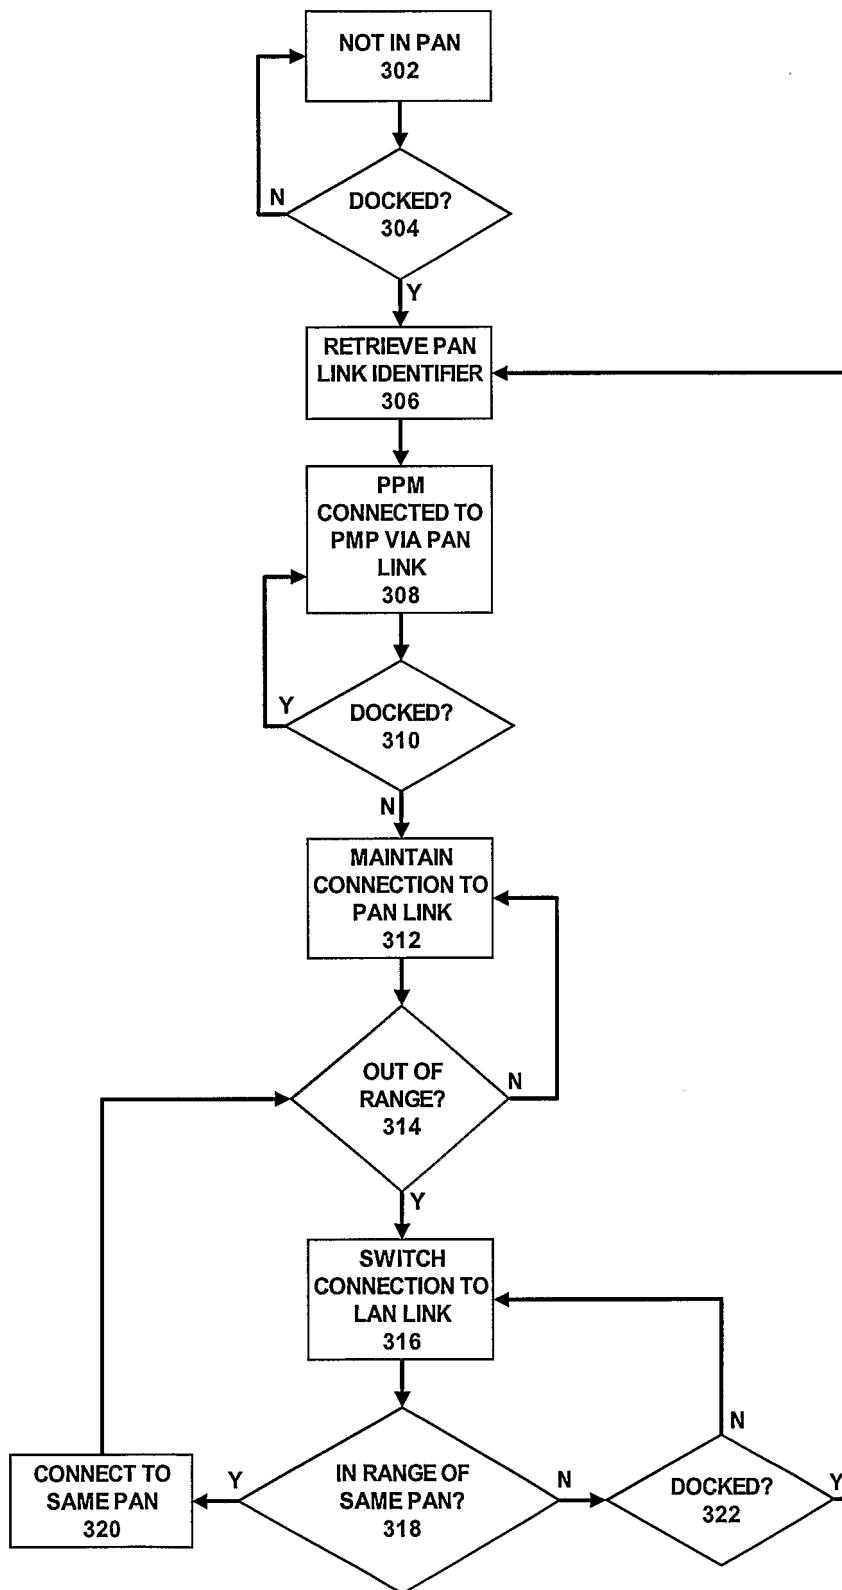 NOT IN PAN
302
N
DOCKED?
304
Y
RETRIEVE PAN
LINK IDENTIFIER
306
PPM
CONNECTED TO
PMP VIA PAN
LINK
308
Y
DOCKED?
310
N
MAINTAIN
CONNECTION TO
PAN LINK
312
OUT OF
RANGE?
314
N
Y
SWITCH
CONNECTION TO
LAN LINK
316
CONNECT TO
SAME PAN
320
Y
IN RANGE OF
SAME PAN?
318
N
N
DOCKED?
322
Y